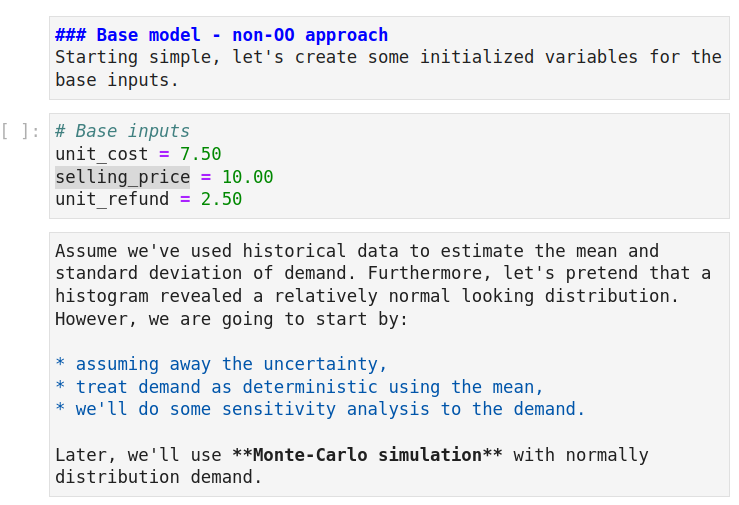 ### Base model - non-OO approach
Starting simple, let's create some initialized variables for the
base inputs.
[ ]:
# Base inputs
unit_cost = 7.50
selling_price = 10.00
unit_refund = 2.50
Assume we've used historical data to estimate the mean and
standard deviation of demand. Furthermore, let's pretend that a
histogram revealed a relatively normal looking distribution.
However, we are going to start by:
* assuming away the uncertainty,
* treat demand as deterministic using the mean,
* we'll do some sensitivity analysis to the demand.
Later, we'll use **Monte-Carlo simulation** with normally
distribution demand.